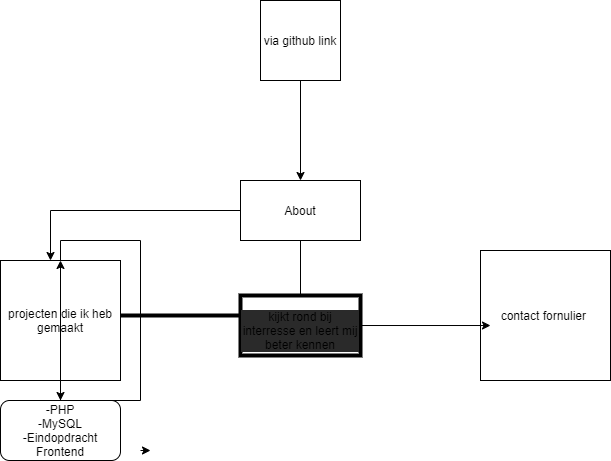 via github link
About
projecten die ik heb
gemaakt
kijkt rond bij
interresse en leert mij
beter kennen
contact fornulier
-PHP
-MySQL
-Eindopdracht
Frontend